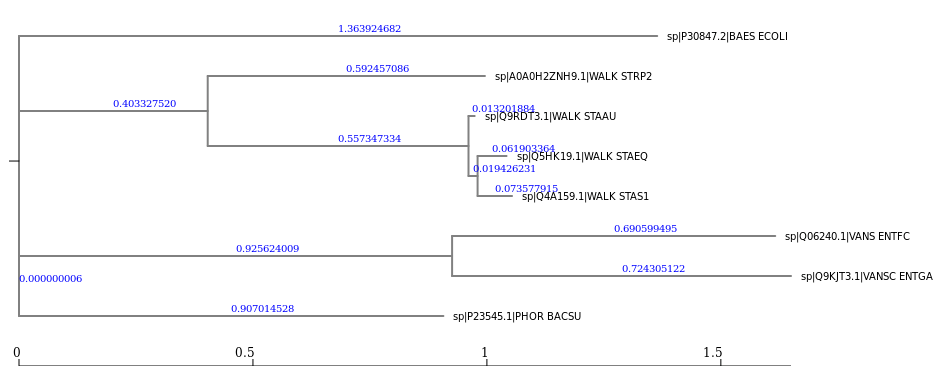 1.363924682
sp|P30847.2|BAES ECOLI
0.592457086
sp|A0A0H2ZNH9.1|WALK STRP2
0.403327520
0.013201884
sp|Q9RDT3.1|WALK STAAU
0.557347334
0.061903364
sp|Q5HK19.1|WALK STAEQ
0.019426231
0.073577915
sp|Q4A159.1|WALK STAS1
0.690599495
sp|Q06240.1|VANS ENTFC
0.925624009
0.724305122
sp|Q9KJT3.1|VANSC ENTGA
0.000000006
0.907014528
sp|P23545.1|PHOR BACSU
0 0.5 1 1.5